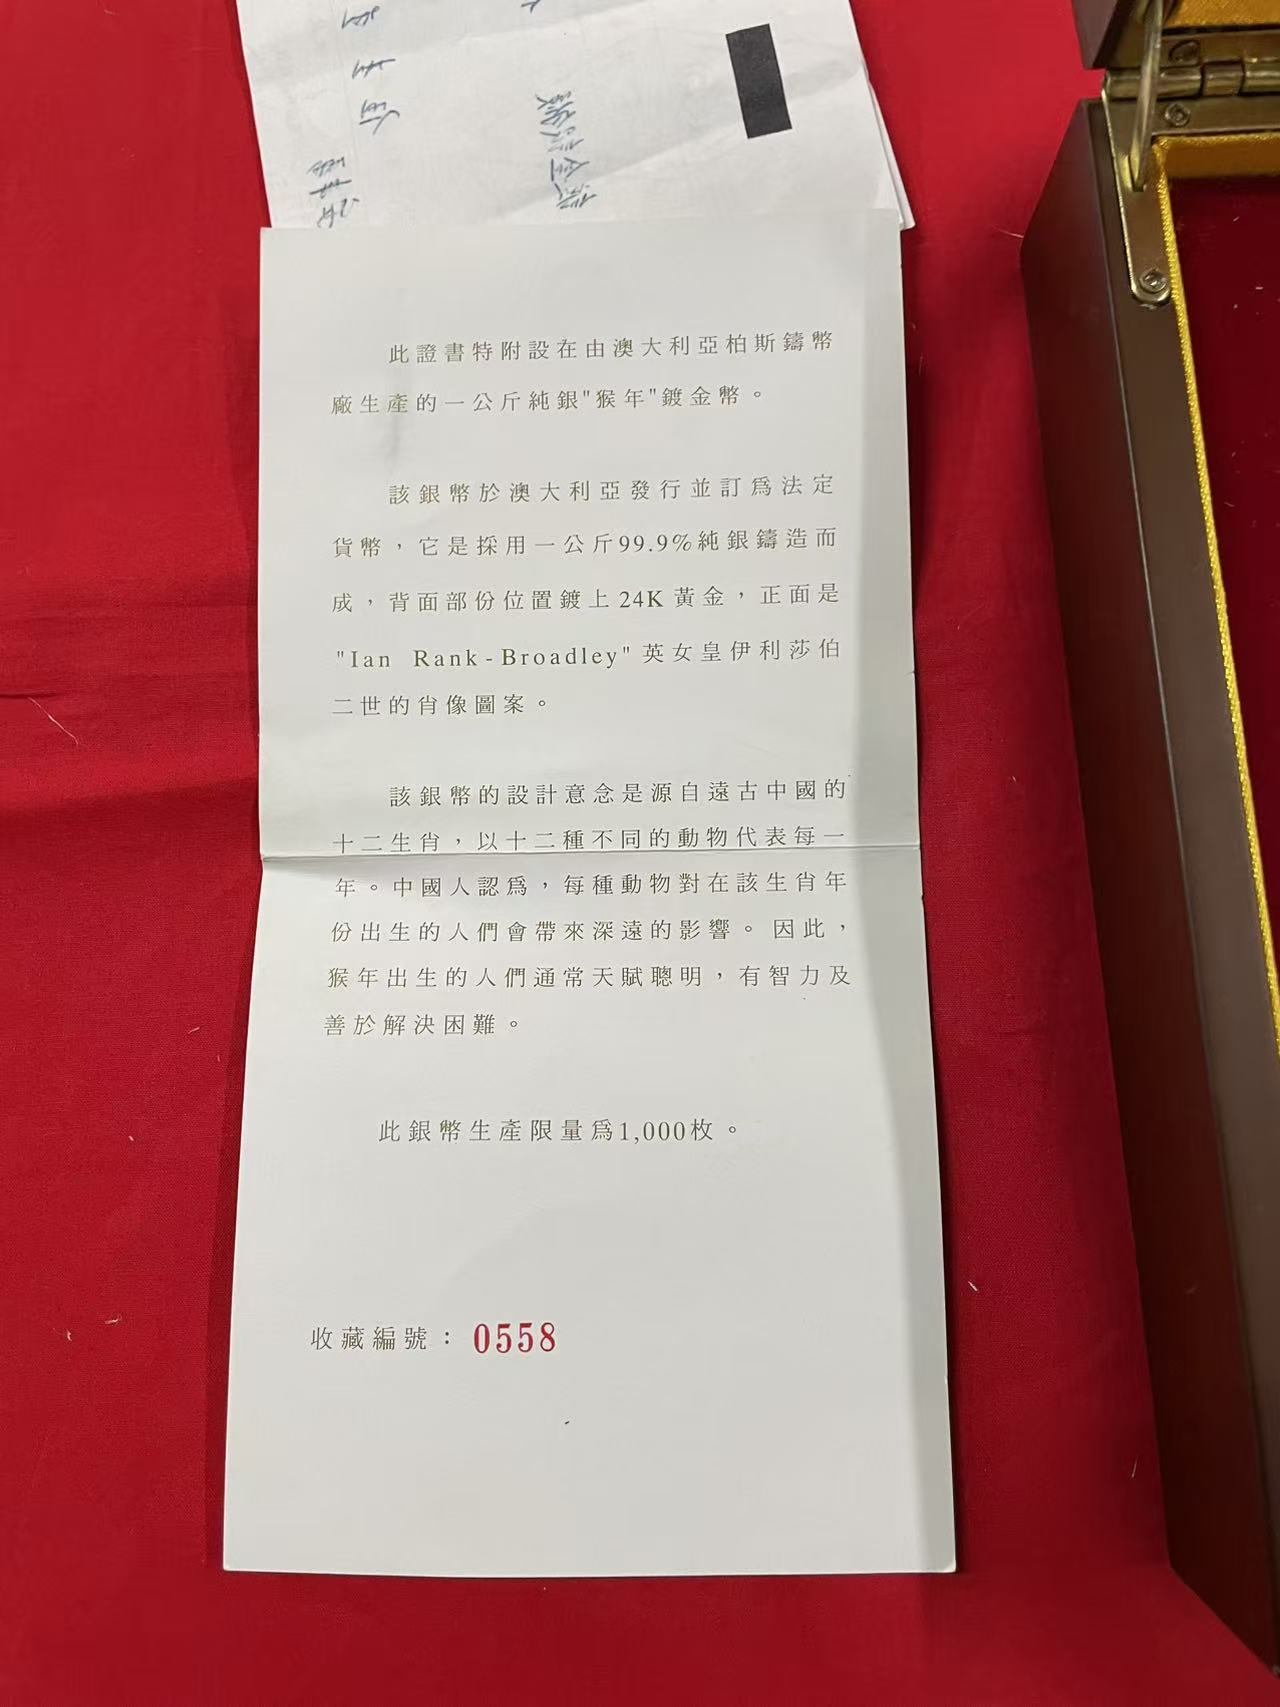 此證書特附設在由澳大利亞柏斯鑄幣
廠生產的一公斤純銀"猴年"鍍金幣。
該銀幣於澳大利亞發行並訂爲法定
貨幣，它是採用一公斤99.9%純銀鑄造而
成，背面部份位置鍍上24K黃金，正面是
"Ian Rank-Broadley"英女皇伊利莎伯
二世的肖像圖案。
該銀幣的設計意念是源自遠古中國的
十二生肖，以十二種不同的動物代表每一
年。中國人認爲，每種動物對在該生肖年
份出生的人們會帶來深遠的影響。因此，
猴年出生的人們通常天賦聰明，有智力及
善於解決困難。
此銀幣生產限量爲1,000枚。
收藏編號：0558